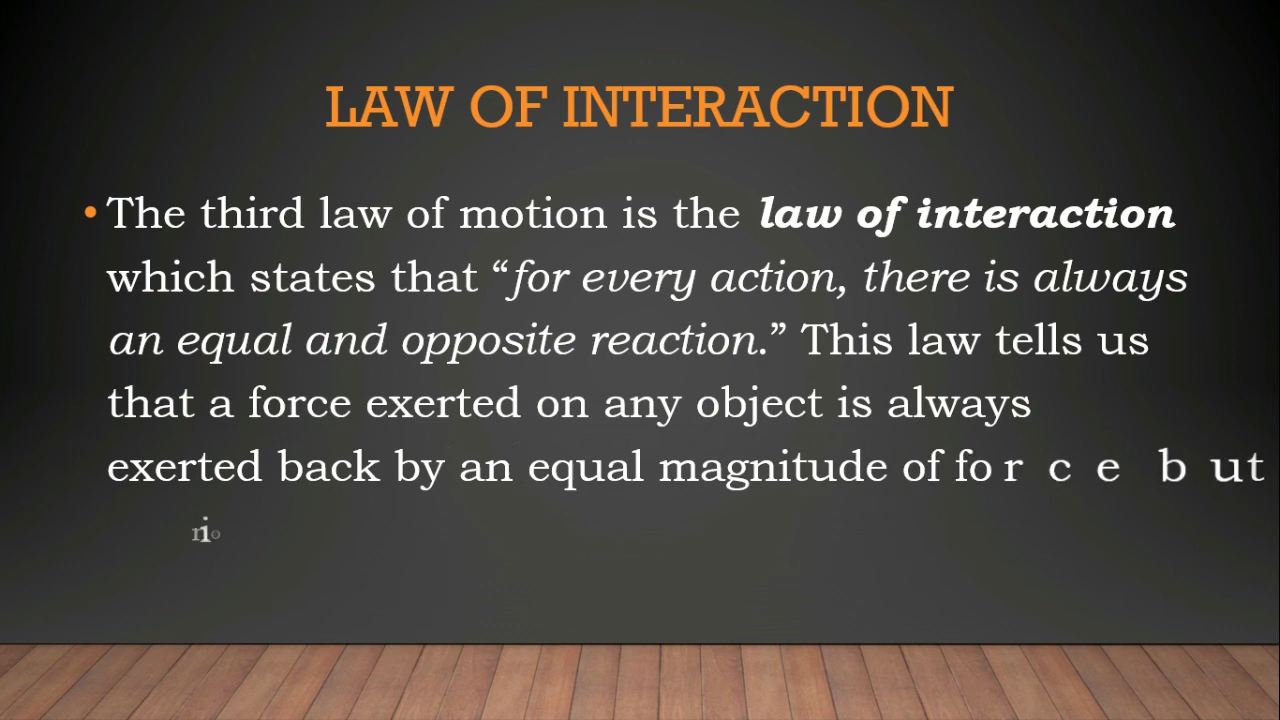 LAW OF INTERACTION
• The third law of motion is the law of interaction
which states that “for every action, there is always
an equal and opposite reaction.” This law tells us
that a force exerted on any object is always
exerted back by an equal magnitude of force but